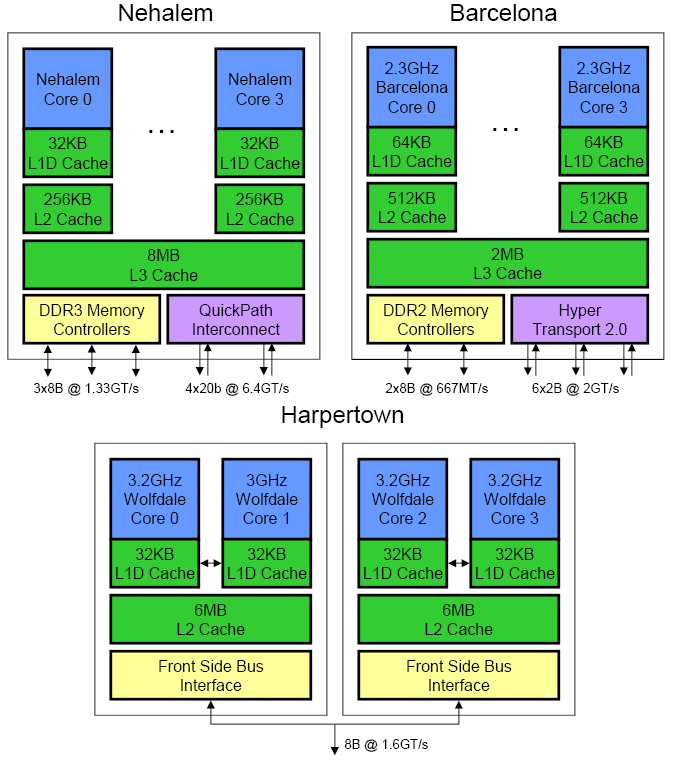 Nehalem
Nehalem
Core 0
32KB
L1D Cache
256KB
L2 Cache
...
Nehalem
Core 3
32KB
L1D Cache
256KB
L2 Cache
8MB
L3 Cache
DDR3 Memory
Controllers
QuickPath
Interconnect
3x8B @ 1.33GT/s
4x20b @ 6.4GT/s
Barcelona
2.3GHz
Barcelona
Core 0
64KB
L1D Cache
512KB
L2 Cache
...
2.3GHz
Barcelona
Core 3
64KB
L1D Cache
512KB
L2 Cache
2MB
L3 Cache
DDR2 Memory
Controllers
Hyper
Transport 2.0
2x8B @ 667MT/s
6x2B @ 2GT/s
Harpertown
3.2GHz
Wolfdale
Core 0
32KB
L1D Cache
3GHz
Wolfdale
Core 1
32KB
L1D Cache
6MB
L2 Cache
Front Side Bus
Interface
3.2GHz
Wolfdale
Core 2
32KB
L1D Cache
3.2GHz
Wolfdale
Core 3
32KB
L1D Cache
6MB
L2 Cache
Front Side Bus
Interface
8B @ 1.6GT/s